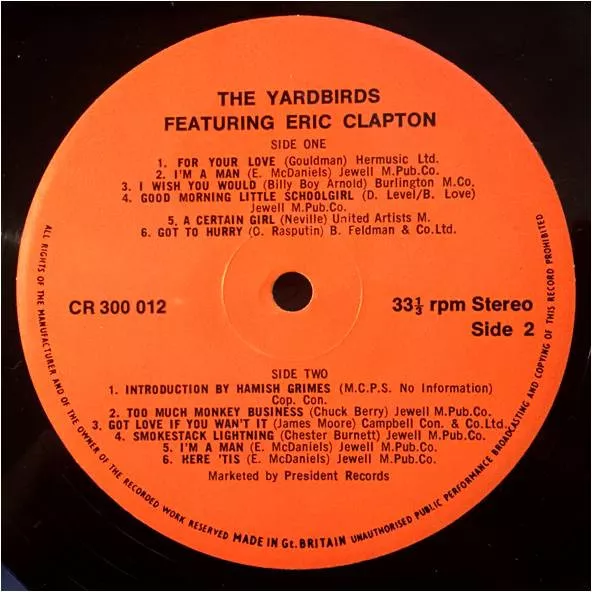 THE YARDBIRDS
FEATURING ERIC CLAPTON
SIDE ONE
1. FOR YOUR LOVE (Gouldman) Hermusic Ltd.
2. I'M A MAN (E. McDaniels) Jewell M.Pub.Co.
3. I WISH YOU WOULD (Billy Boy Arnold) Burlington M.Co.
4. GOOD MORNING LITTLE SCHOOLGIRL (D. Level/B. Love)
Jewell M.Pub.Co.
5. A CERTAIN GIRL (Neville) United Artists M.
6. GOT TO HURRY (O. Rasputin) B. Feldman & Co.Ltd.
CR 300 012
33⅓ rpm Stereo
Side 2
SIDE TWO
1. INTRODUCTION BY HAMISH GRIMES (M.C.P.S. No Information)
Cop. Con.
2. TOO MUCH MONKEY BUSINESS (Chuck Berry) Jewell M.Pub.Co.
3. GOT LOVE IF YOU WAN'T IT (James Moore) Campbell Con. & Co.Ltd.
4. SMOKESTACK LIGHTNING (Chester Burnett) Jewell M.Pub.Co.
5. I'M A MAN (E. McDaniels) Jewell M.Pub.Co.
6. HERE 'TIS (E. McDaniels) Jewell M.Pub.Co.
Marketed by President Records
ALL RIGHTS OF THE MANUFACTURER AND OF THE OWNER OF THE RECORDED WORK RESERVED MADE IN Gt. BRITAIN UNAUTHORISED PUBLIC PERFORMANCE BROADCASTING AND COPYING OF THIS RECORD PROHIBITED